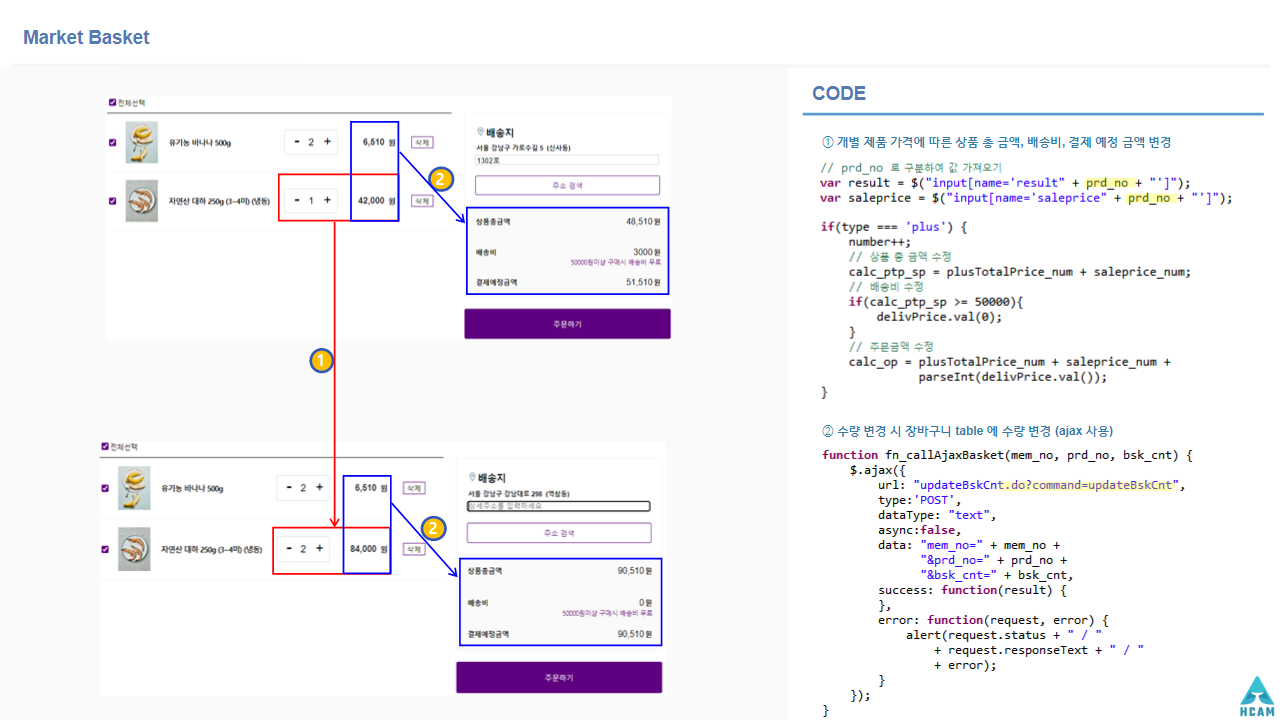 Market Basket
전체선택
유기농 바나나 500g
- 2 +
6,510 원
삭제
자연산 대하 250g (3~4미) (냉동)
- 1 +
42,000 원
삭제
배송지
서울 강남구 가로수길 5 (신사동)
1302호
주소 검색
상품총금액 48,510원
배송비 3000원
50000원이상 구매시 배송비 무료
결제예정금액 51,510원
주문하기
2
1
전체선택
유기농 바나나 500g
- 2 +
6,510 원
삭제
자연산 대하 250g (3~4미) (냉동)
- 2 +
84,000 원
삭제
배송지
서울 강남구 강남대로 298 (역삼동)
상세주소를 입력하세요
주소 검색
상품총금액 90,510원
배송비 0원
50000원이상 구매시 배송비 무료
결제예정금액 90,510원
주문하기
2
CODE
① 개별 제품 가격에 따른 상품 총 금액, 배송비, 결제 예정 금액 변경
// prd_no 로 구분하여 값 가져오기
var result = $("input[name='result" + prd_no + "']");
var saleprice = $("input[name='saleprice" + prd_no + "']");
if(type === 'plus') {
number++;
// 상품 총 금액 수정
calc_ptp_sp = plusTotalPrice_num + saleprice_num;
// 배송비 수정
if(calc_ptp_sp >= 50000){
delivPrice.val(0);
}
// 주문금액 수정
calc_op = plusTotalPrice_num + saleprice_num +
parseInt(delivPrice.val());
}
② 수량 변경 시 장바구니 table 에 수량 변경 (ajax 사용)
function fn_callAjaxBasket(mem_no, prd_no, bsk_cnt) {
$.ajax({
url: "updateBskCnt.do?command=updateBskCnt",
type:'POST',
dataType: "text",
async:false,
data: "mem_no=" + mem_no +
"&prd_no=" + prd_no +
"&bsk_cnt=" + bsk_cnt,
success: function(result) {
},
error: function(request, error) {
alert(request.status + " / "
+ request.responseText + " / "
+ error);
}
});
}
HCAM